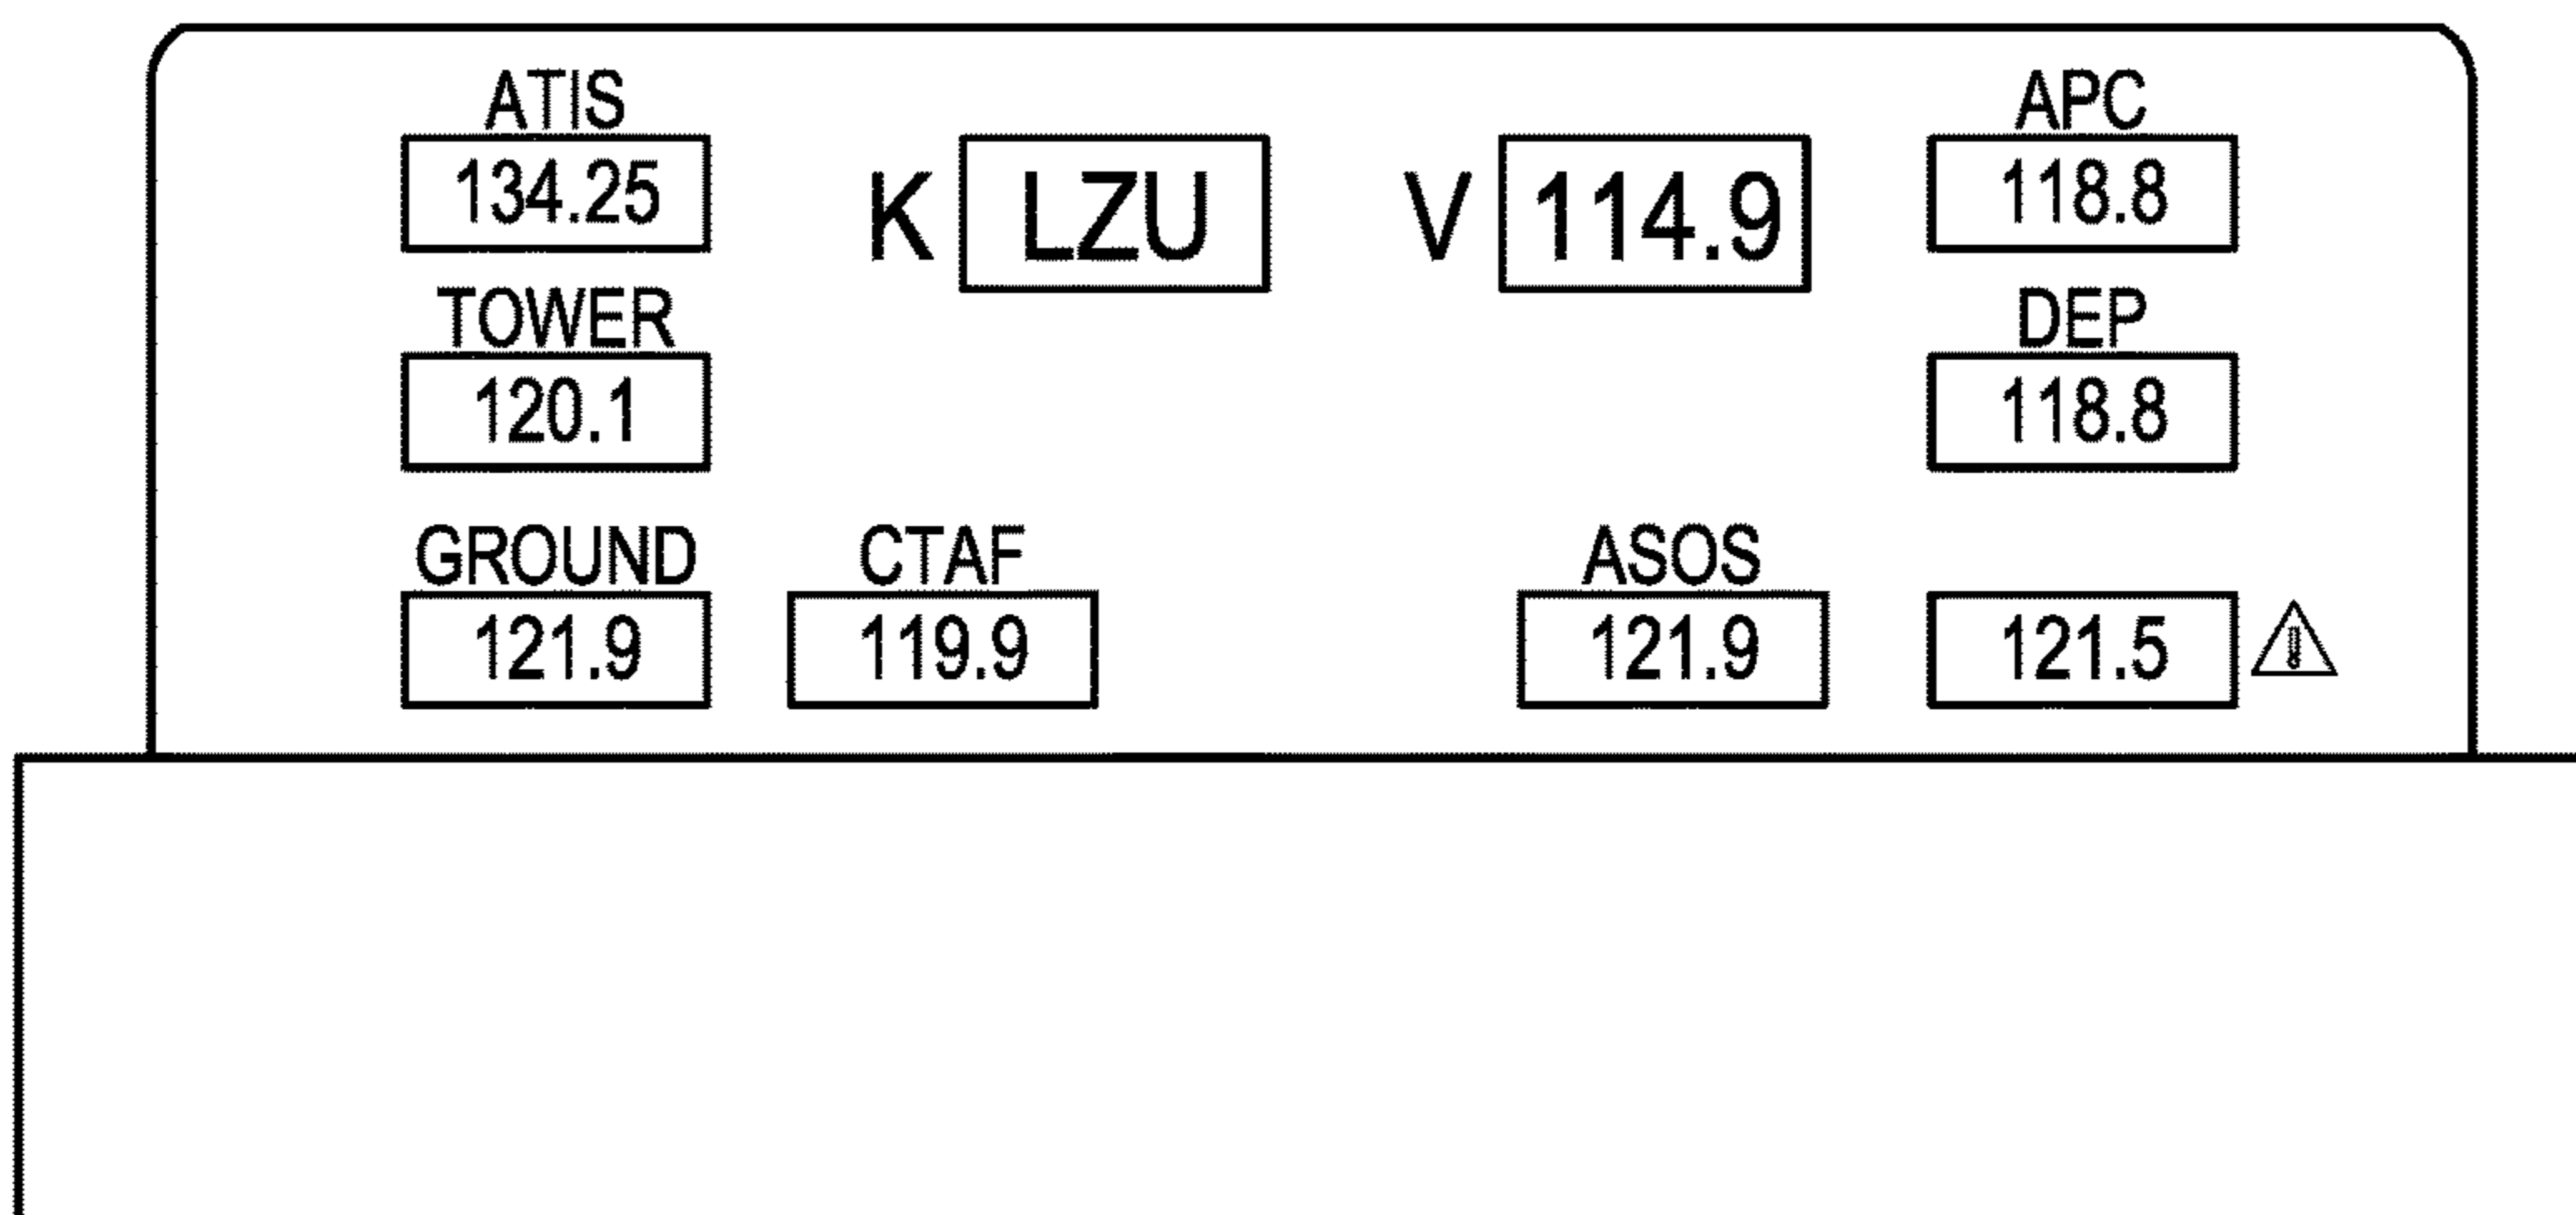 ATIS
134.25
K LZU
V 114.9
APC
118.8
TOWER
120.1
DEP
118.8
GROUND
121.9
CTAF
119.9
ASOS
121.9
121.5